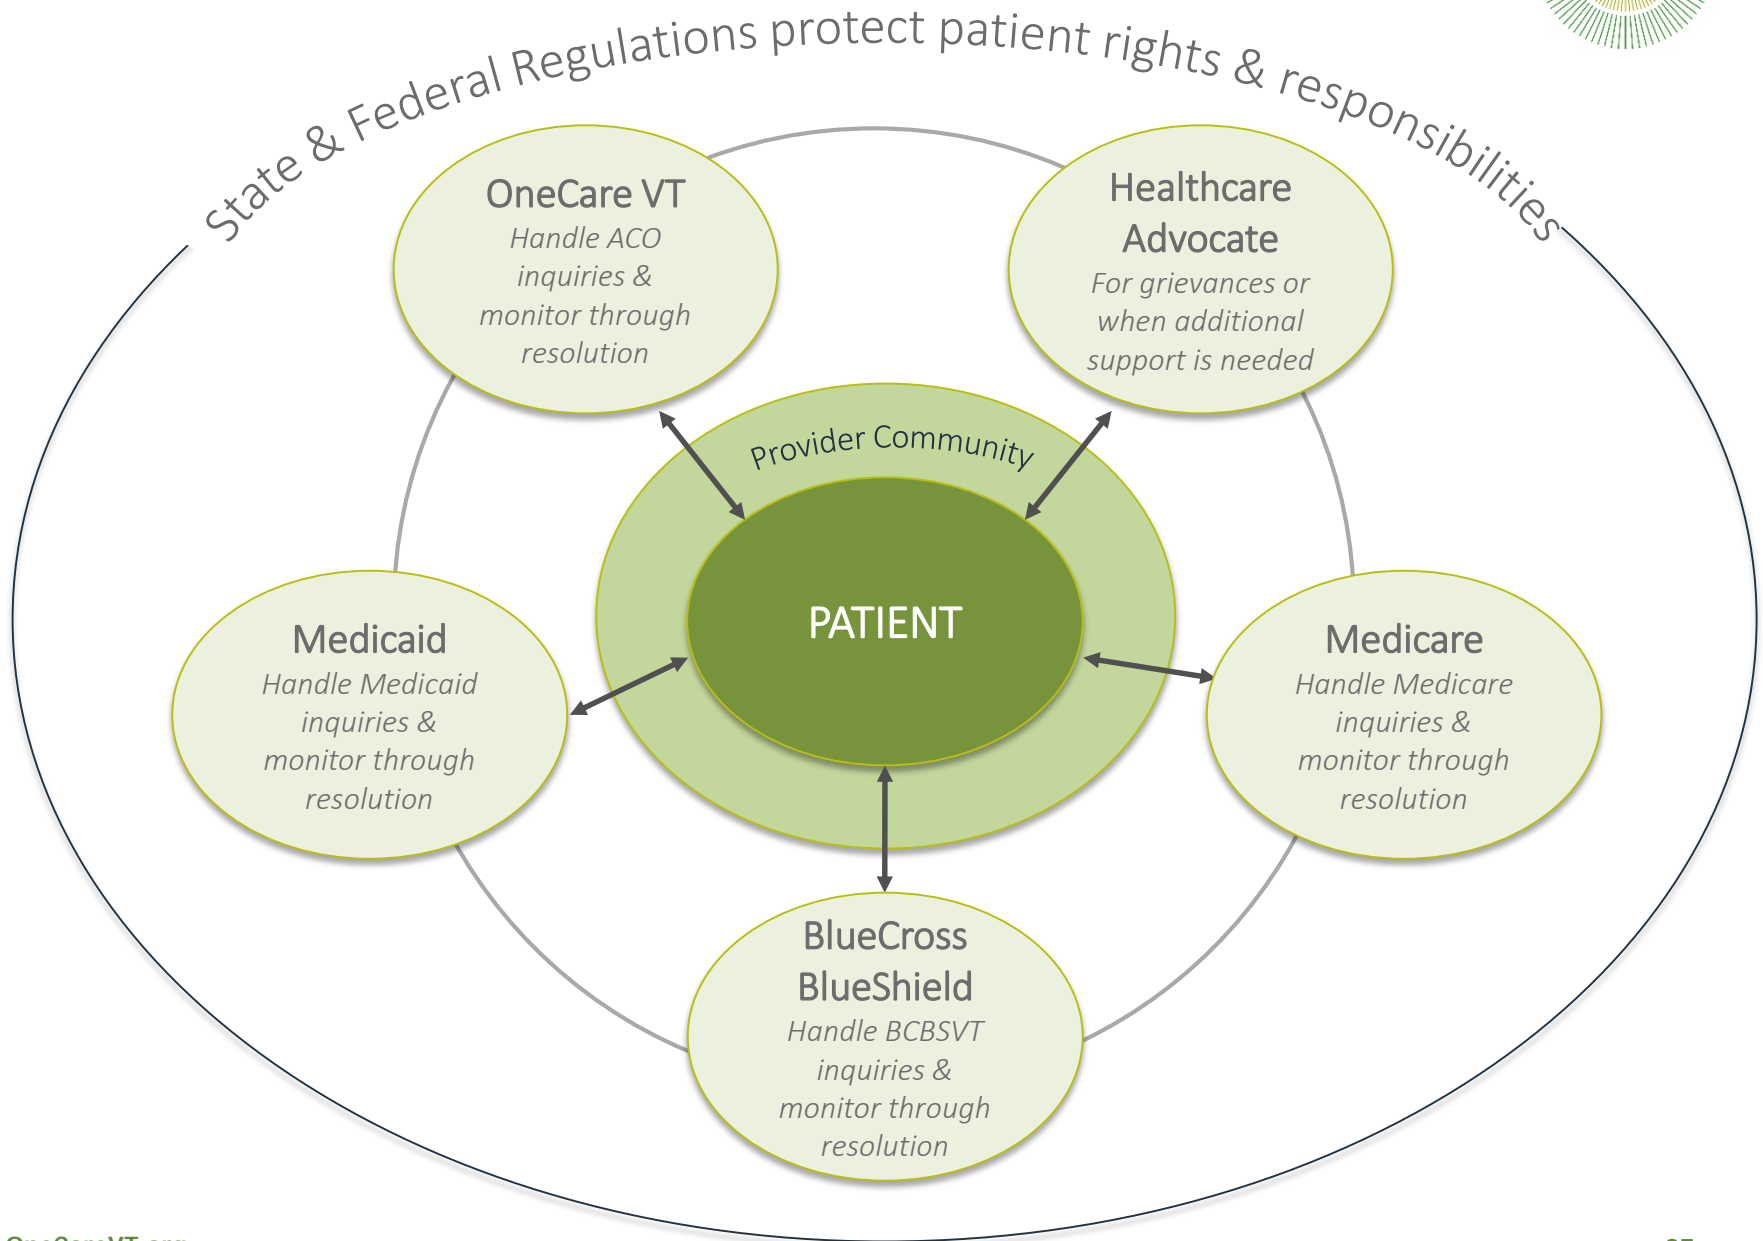 State & Federal Regulations protect patient rights & responsibilities
OneCare VT
Handle ACO
inquiries &
monitor through
resolution
Healthcare
Advocate
For grievances or
when additional
support is needed
Provider Community
PATIENT
Medicaid
Handle Medicaid
inquiries &
monitor through
resolution
Medicare
Handle Medicare
inquiries &
monitor through
resolution
BlueCross
BlueShield
Handle BCBSVT
inquiries &
monitor through
resolution
OneCareVT.org